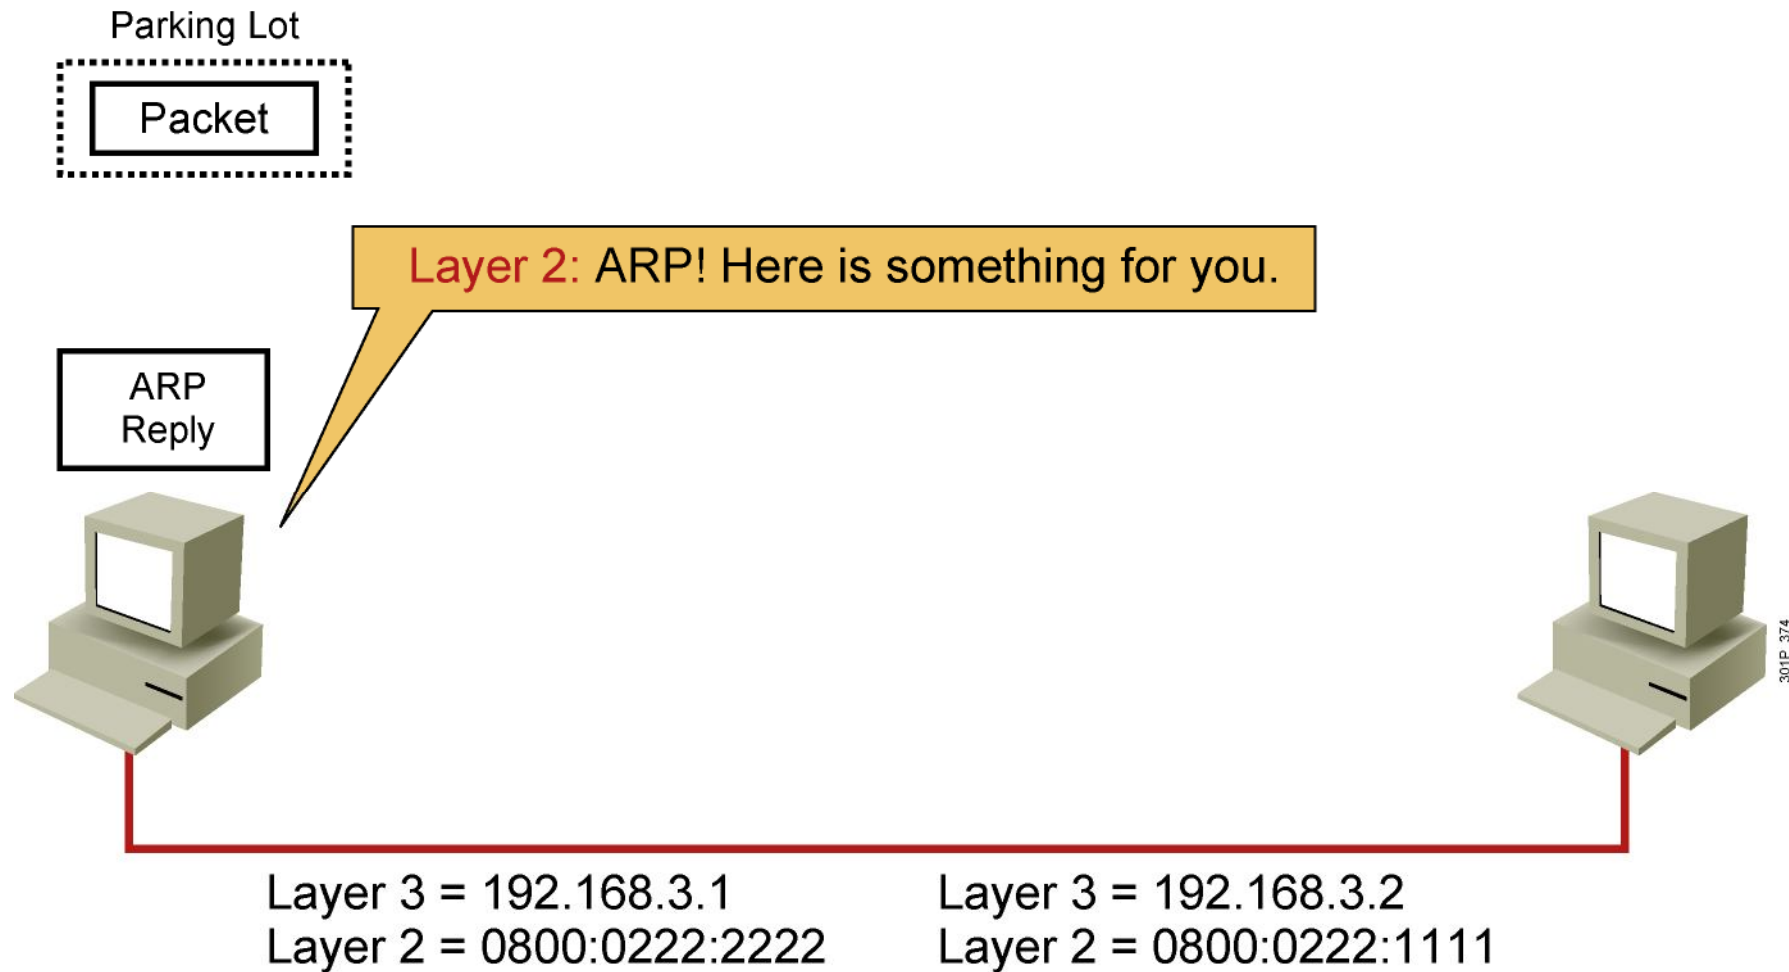 Parking Lot
Packet
Layer 2: ARP! Here is something for you.
ARP
Reply
301P_374
Layer 3 = 192.168.3.1
Layer 2 = 0800:0222:2222
Layer 3 = 192.168.3.2
Layer 2 = 0800:0222:1111